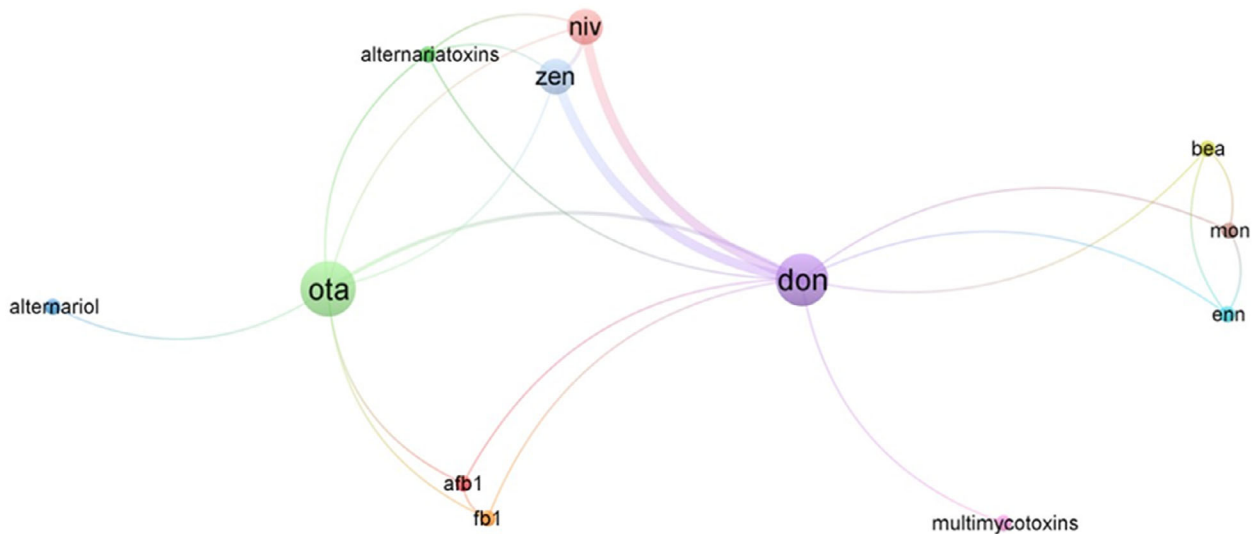 niv
alternariatoxins
zen
bea
mon
don
ota
alternariol
enn
afb1
fb1
multimycotoxins